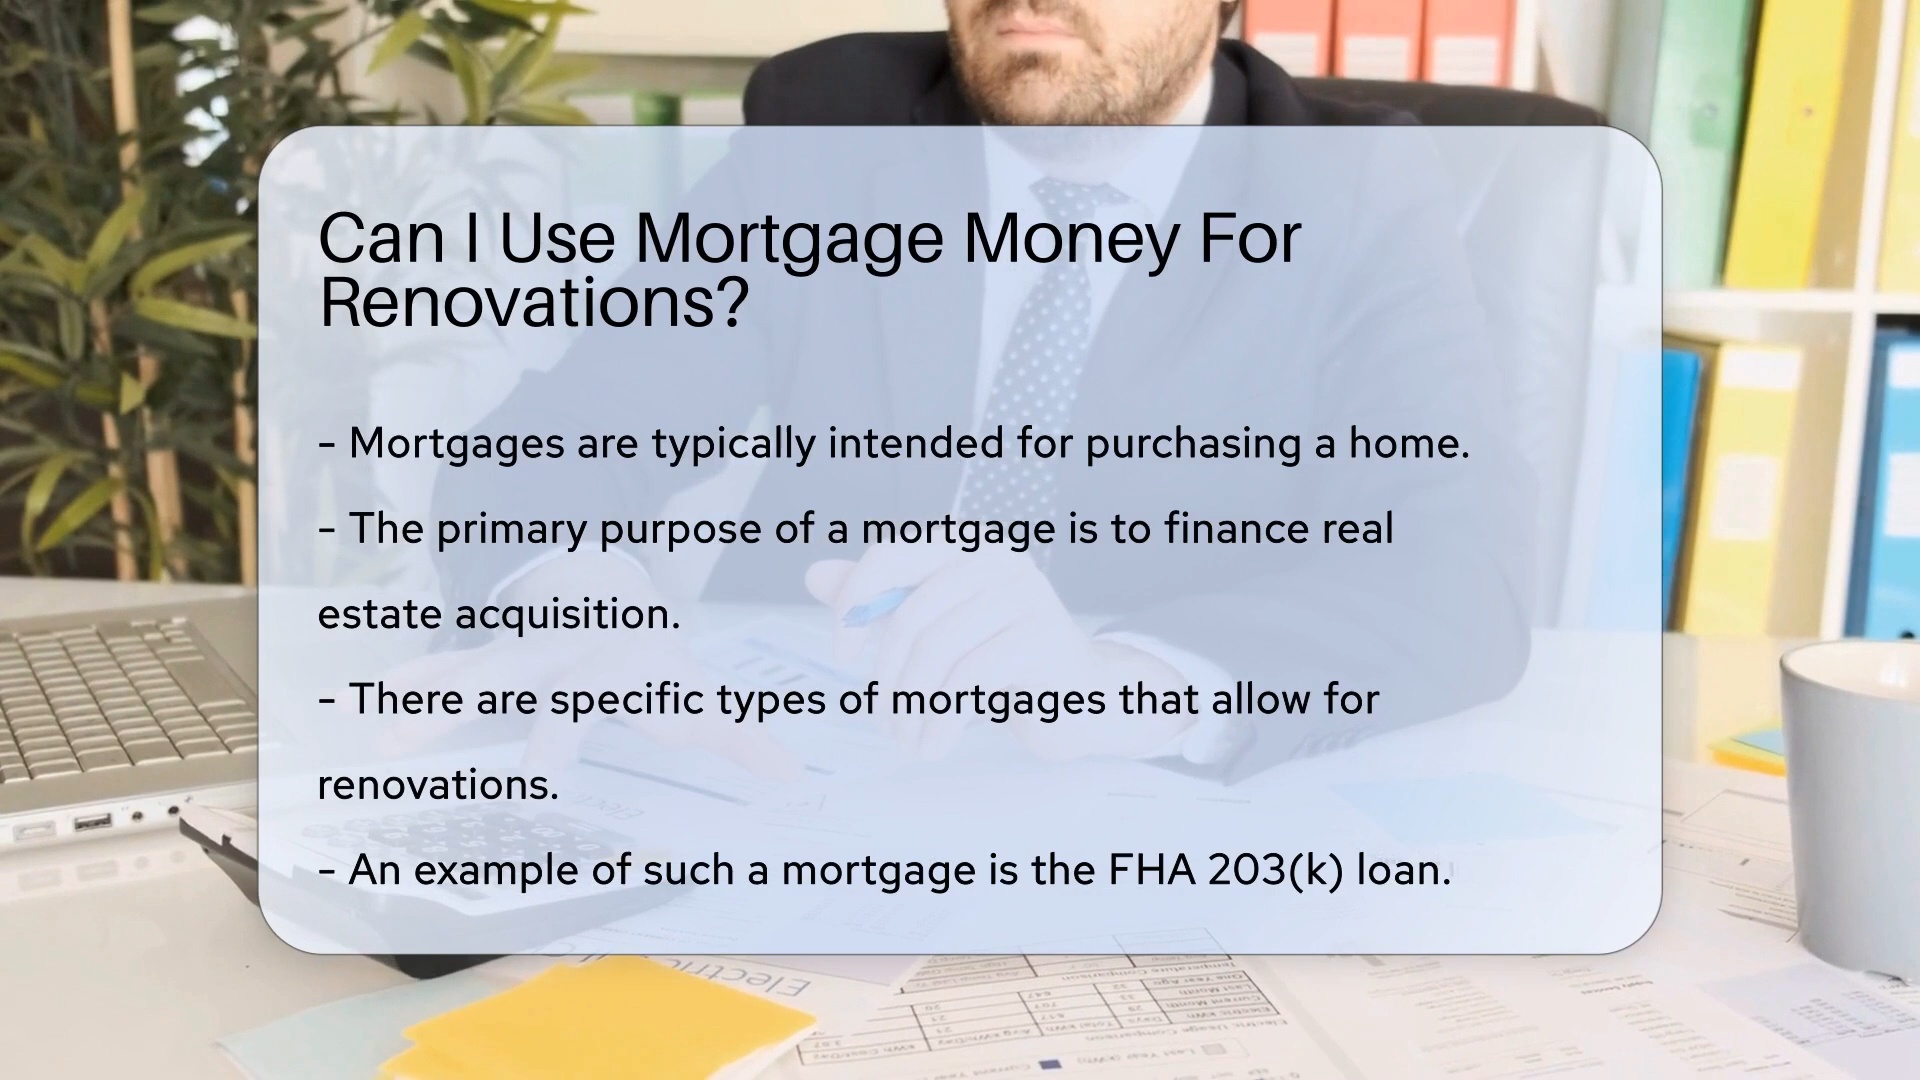 Can I Use Mortgage Money For
Renovations?
- Mortgages are typically intended for purchasing a home.
- The primary purpose of a mortgage is to finance real
estate acquisition.
- There are specific types of mortgages that allow for
renovations.
- An example of such a mortgage is the FHA 203(k) loan.